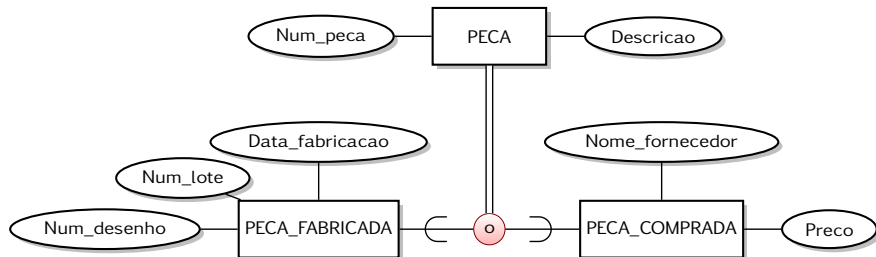 Num_peca
PECA
Descricao
Data_fabricacao
Nome_fornecedor
Num_lote
Num_desenho
PECA_FABRICADA
o
PECA_COMPRADA
Preco